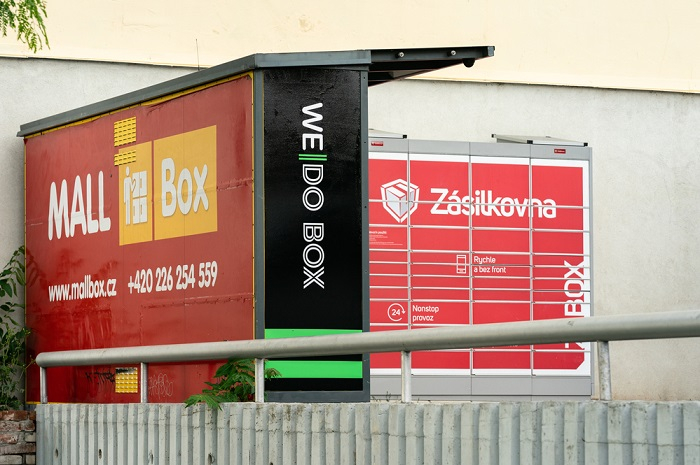 MALL Box
www.mallbox.cz +420 226 254 559
WE||DO BOX
Zásilkovna
Rychle
a bez front
24
Nonstop
provoz
BOX